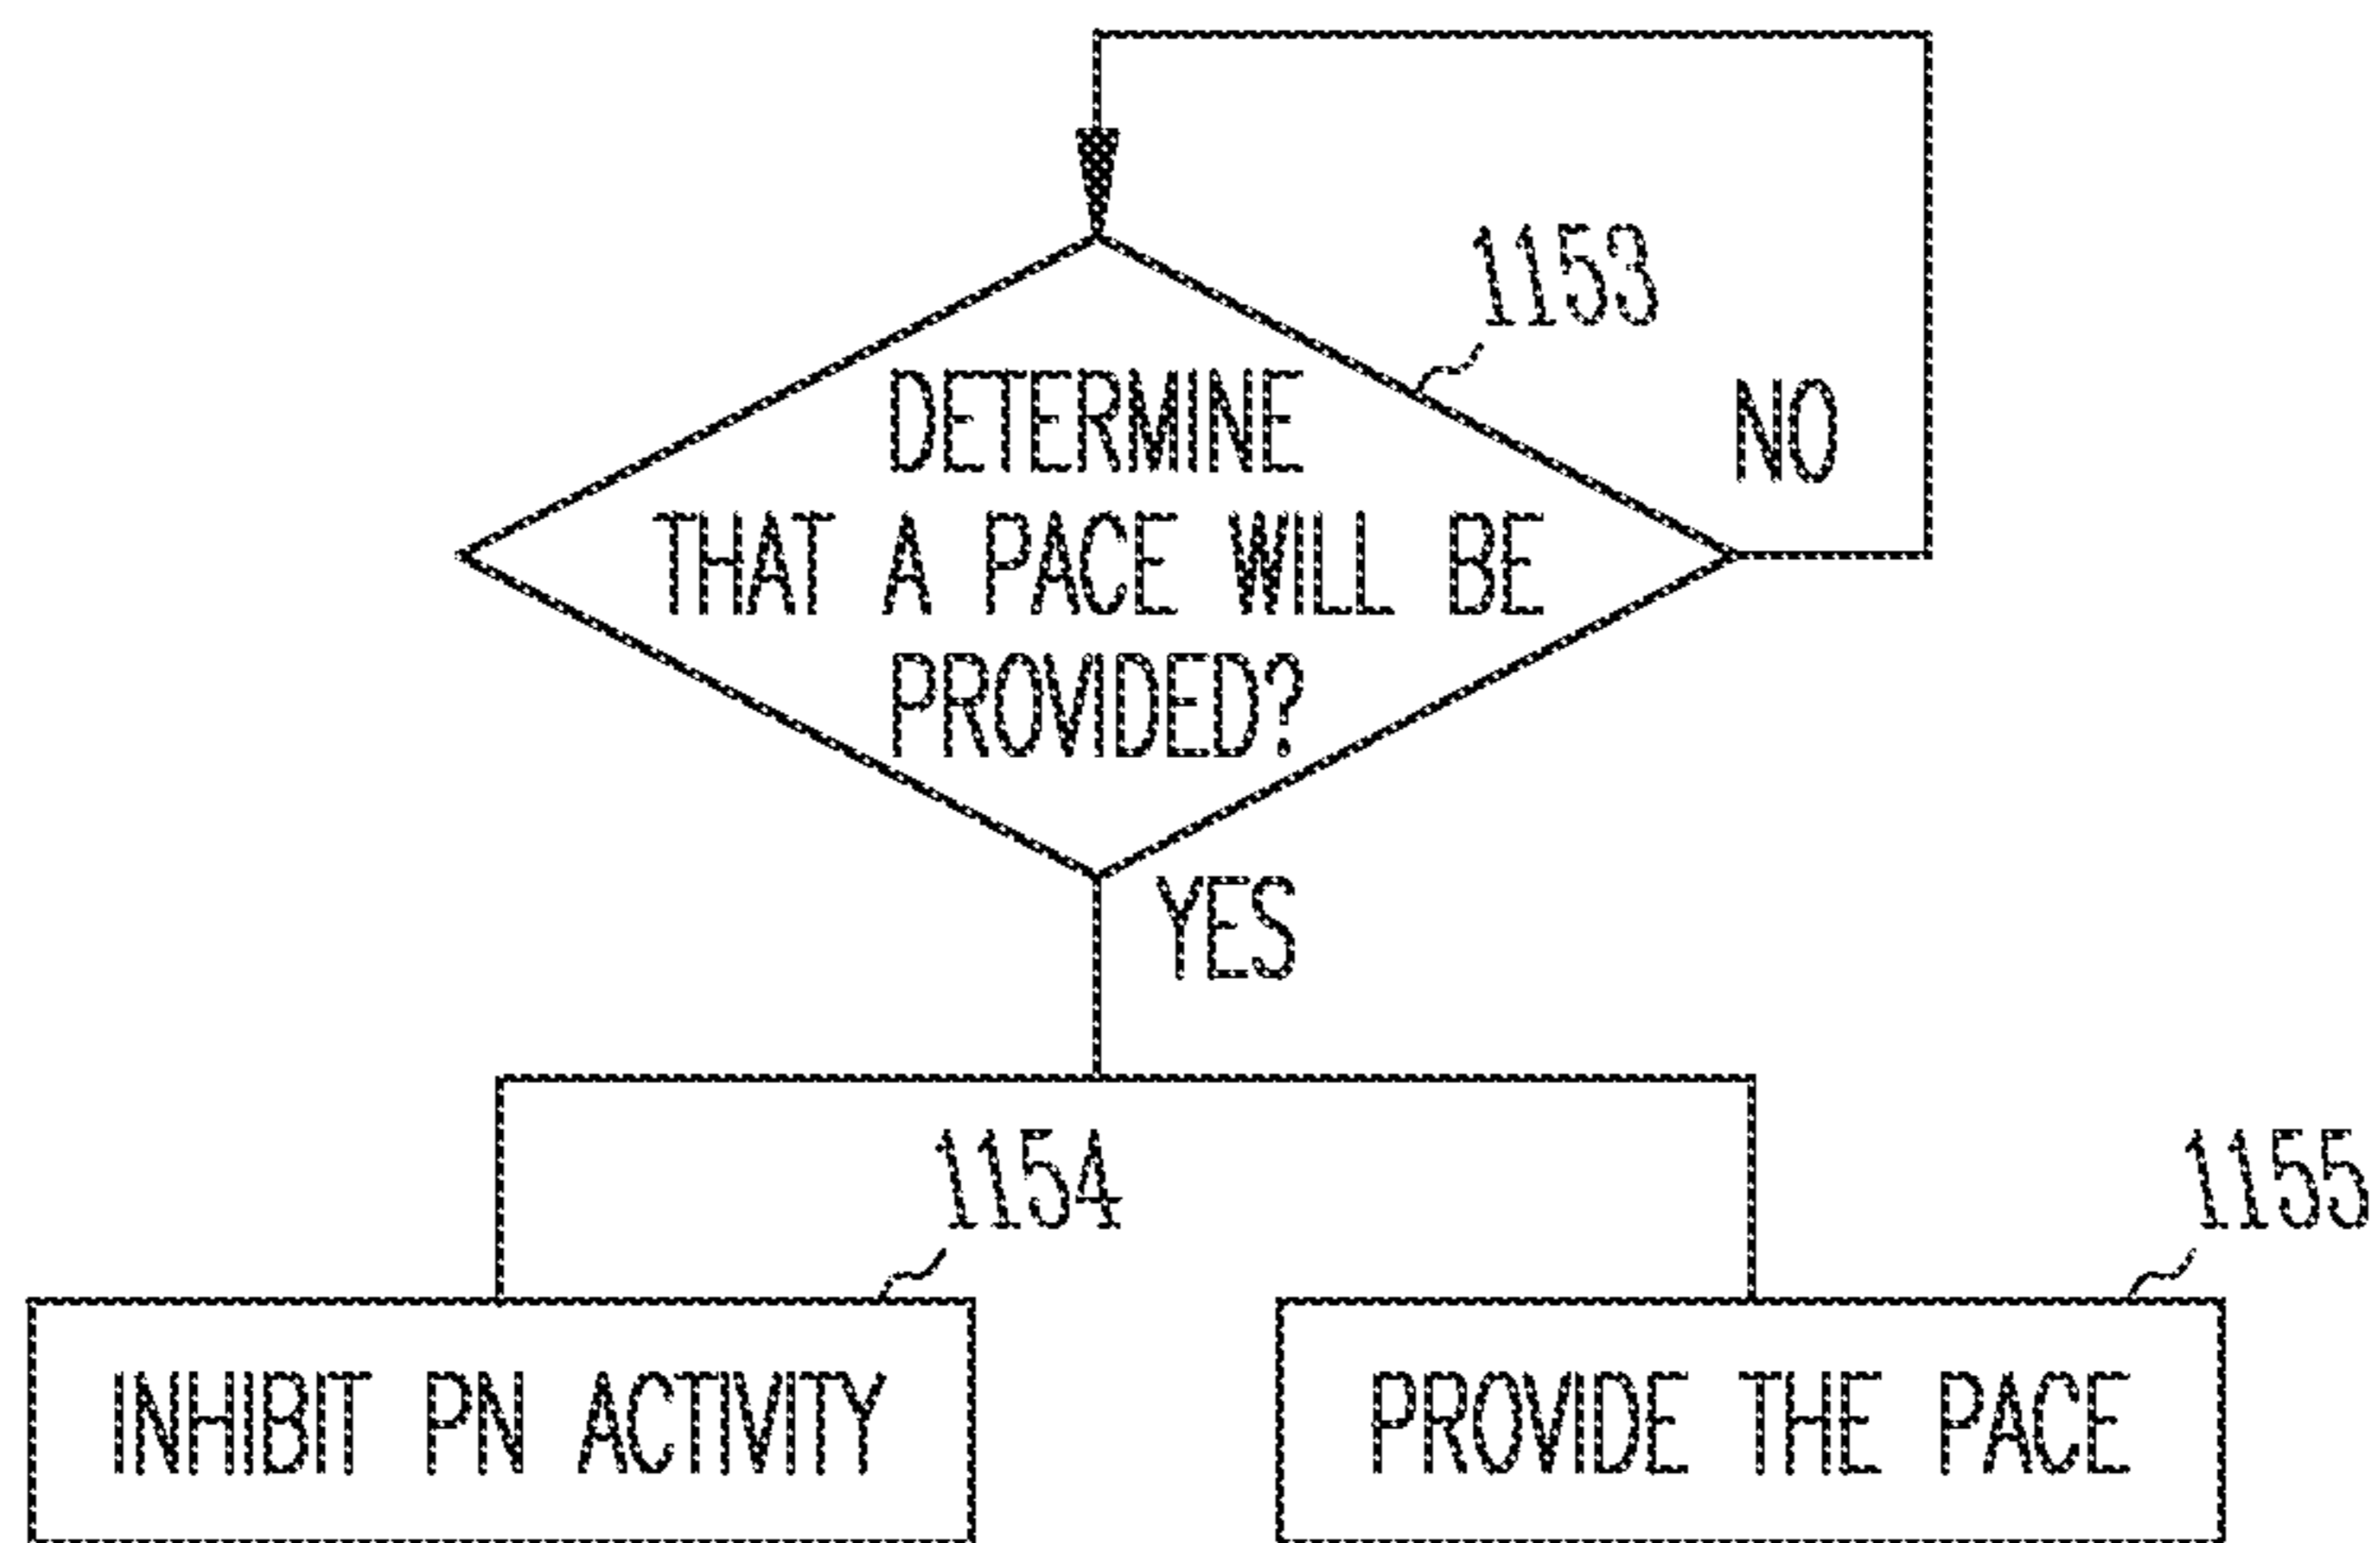 1153
DETERMINE
NO
THAT A PACE WILL BE
PROVIDED?
YES
1154
1155
INHIBIT PN ACTIVITY
PROVIDE THE PACE